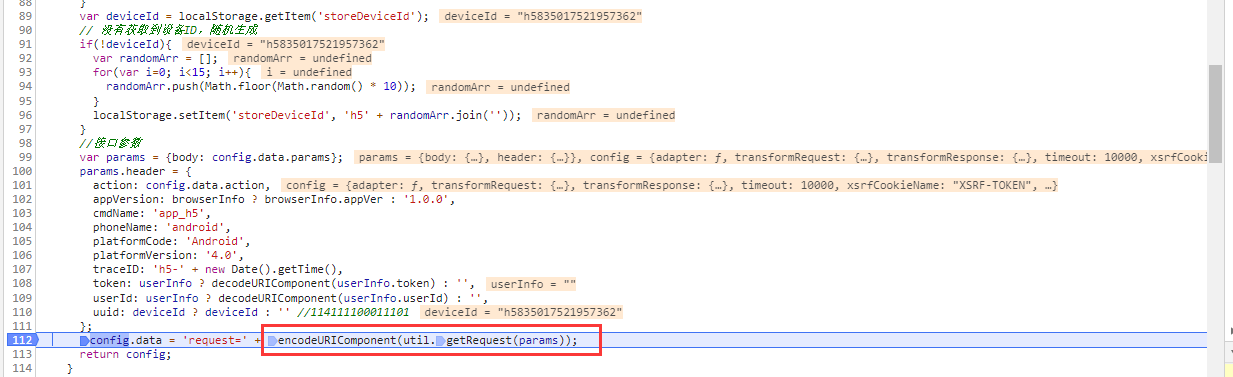 88 }
89 var deviceId = localStorage.getItem('storeDeviceId'); deviceId = "h5835017521957362"
90 // 没有获取到设备ID，随机生成
91 if(!deviceId){ deviceId = "h5835017521957362"
92 var randomArr = []; randomArr = undefined
93 for(var i=0; i<15; i++){ i = undefined
94 randomArr.push(Math.floor(Math.random() * 10)); randomArr = undefined
95 }
96 localStorage.setItem('storeDeviceId', 'h5' + randomArr.join('')); randomArr = undefined
97 }
98 //接口参数
99 var params = {body: config.data.params}; params = {body: {…}, header: {…}}, config = {adapter: ƒ, transformRequest: {…}, transformResponse: {…}, timeout: 10000, xsrfCooki
100 params.header = {
101 action: config.data.action, config = {adapter: ƒ, transformRequest: {…}, transformResponse: {…}, timeout: 10000, xsrfCookieName: "XSRF-TOKEN", …}
102 appVersion: browserInfo ? browserInfo.appVer : '1.0.0',
103 cmdName: 'app_h5',
104 phoneName: 'android',
105 platformCode: 'Android',
106 platformVersion: '4.0',
107 traceID: 'h5-' + new Date().getTime(),
108 token: userInfo ? decodeURIComponent(userInfo.token) : '', userInfo = ""
109 userId: userInfo ? decodeURIComponent(userInfo.userId) : '',
110 uuid: deviceId ? deviceId : '' //114111100011101 deviceId = "h5835017521957362"
111 };
112 config.data = 'request=' + encodeURIComponent(util.getRequest(params));
113 return config;
114 }